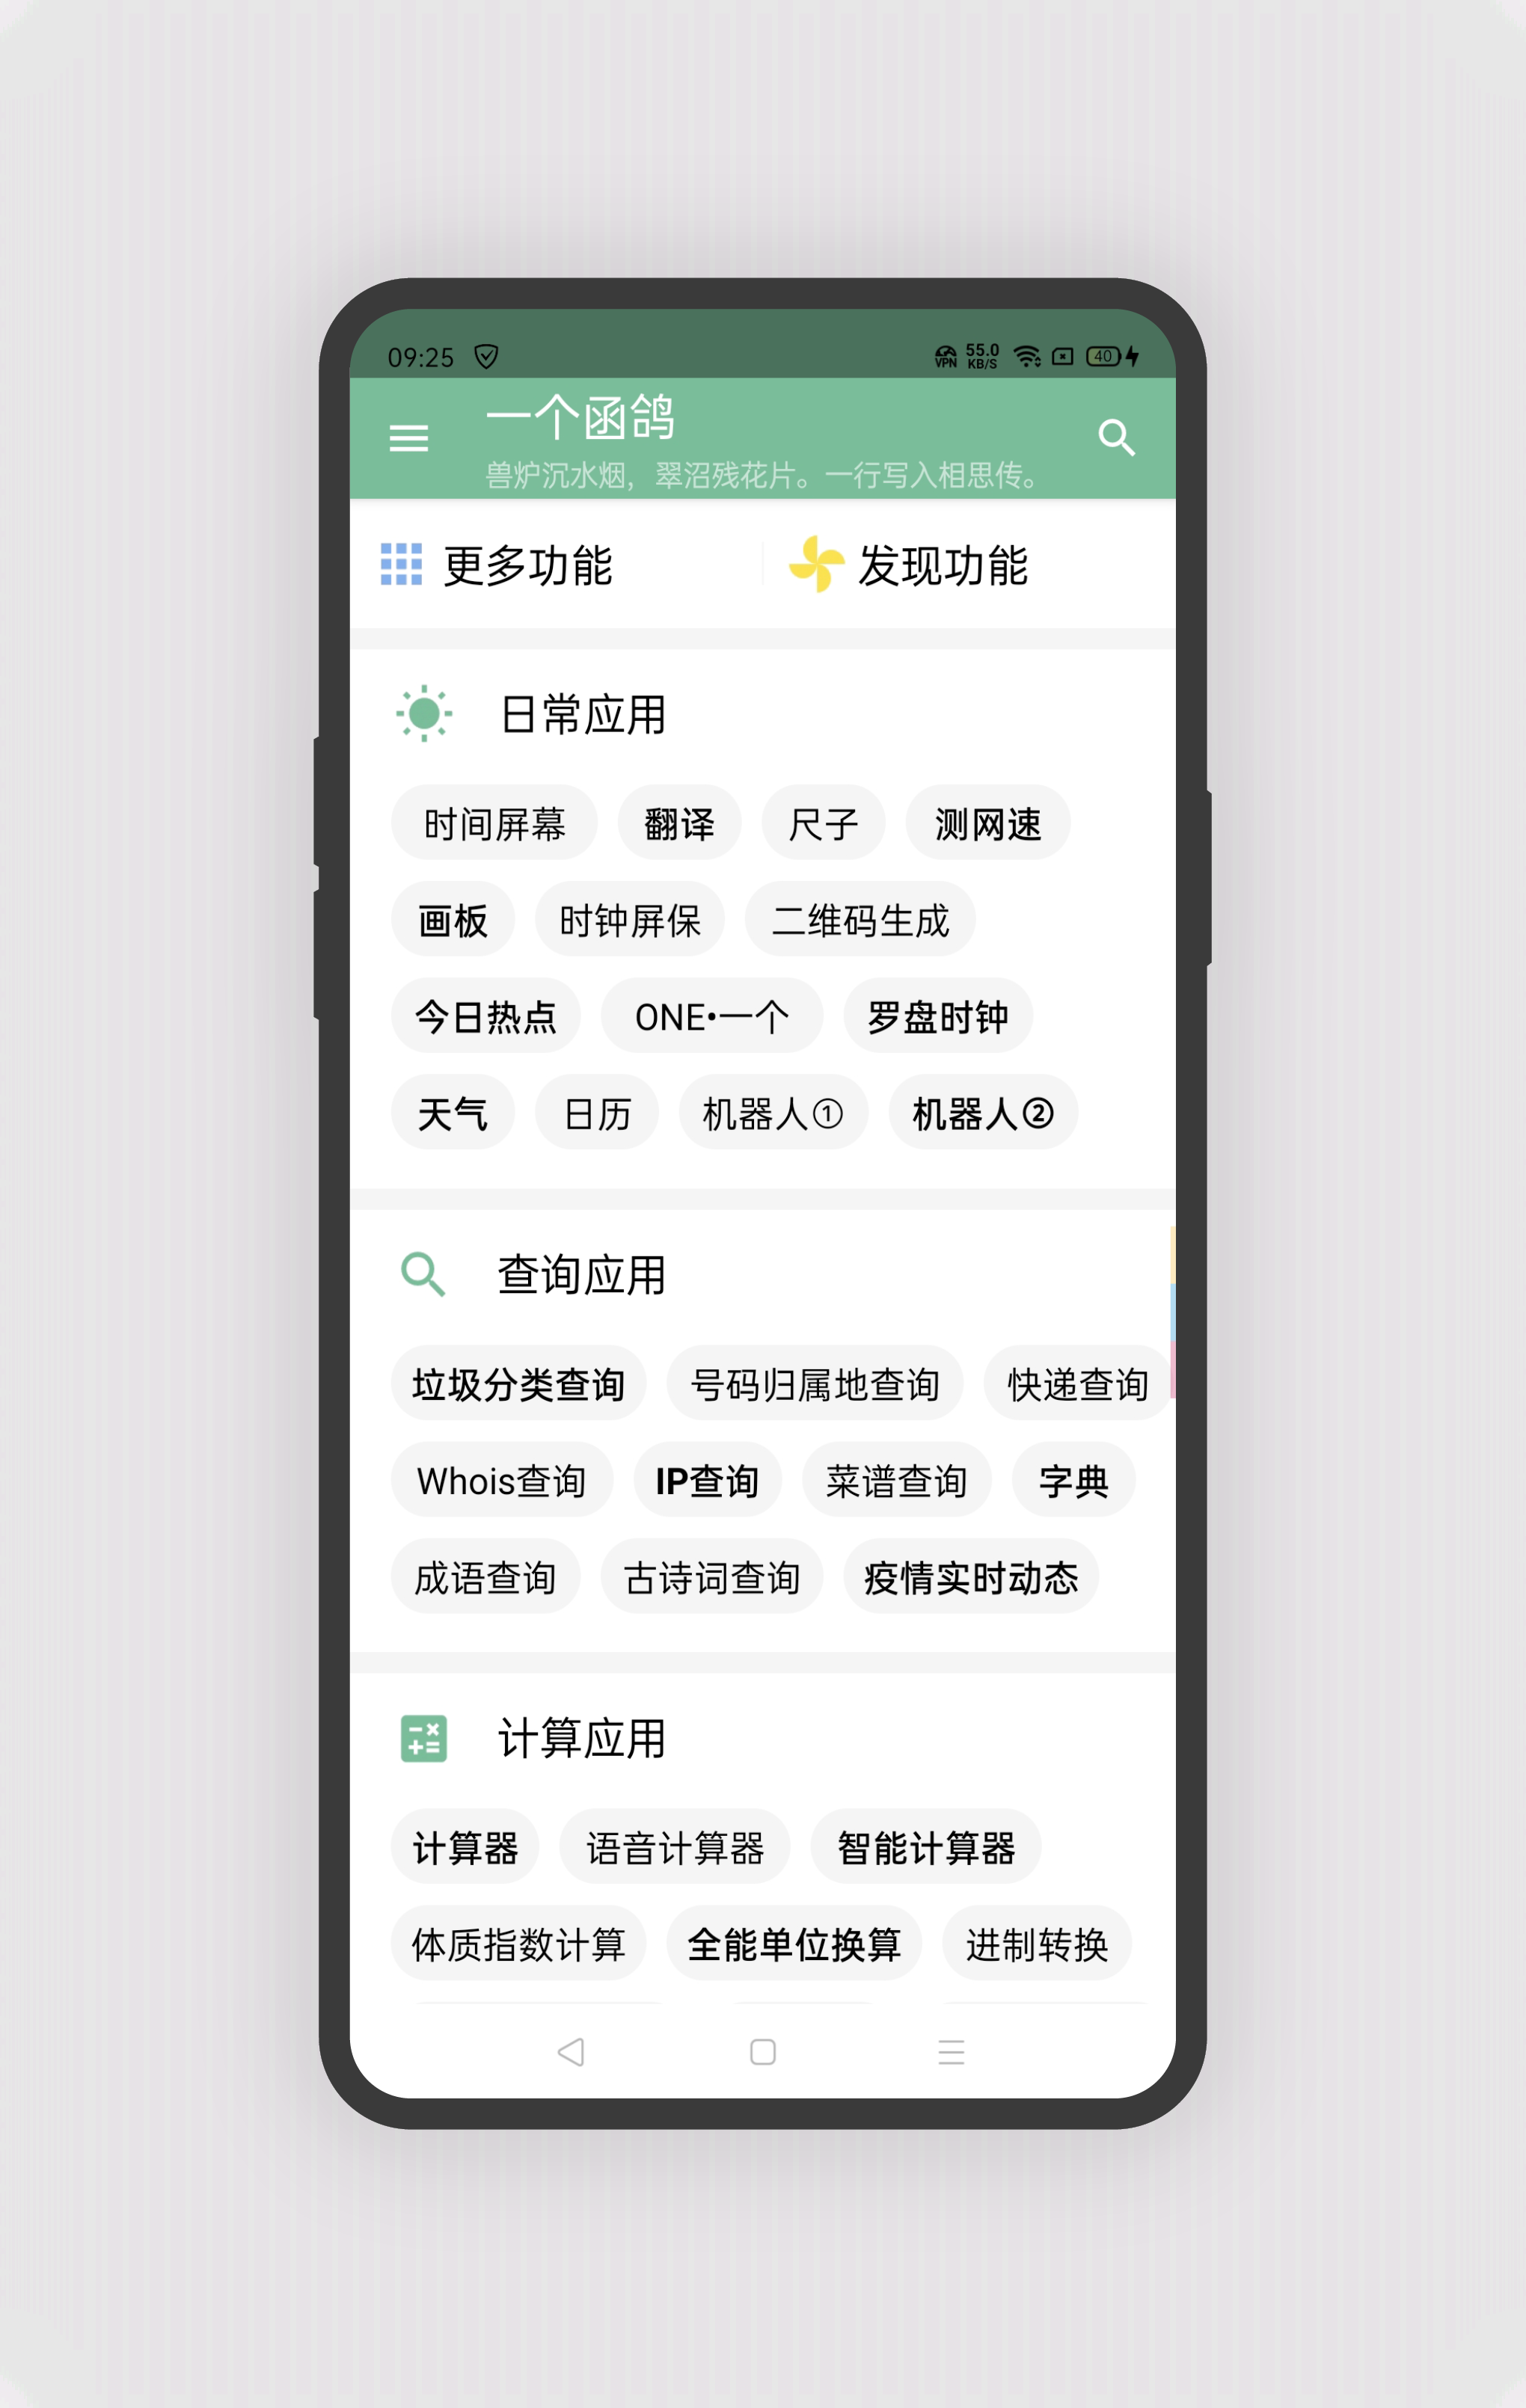 09:25 VPN 55.0 KB/S 40
一个函鸽
兽炉沉水烟，翠沼残花片。一行写入相思传。
更多功能 发现功能
日常应用
时间屏幕 翻译 尺子 测网速
画板 时钟屏保 二维码生成
今日热点 ONE•一个 罗盘时钟
天气 日历 机器人① 机器人②
查询应用
垃圾分类查询 号码归属地查询 快递查询
Whois查询 IP查询 菜谱查询 字典
成语查询 古诗词查询 疫情实时动态
计算应用
计算器 语音计算器 智能计算器
体质指数计算 全能单位换算 进制转换